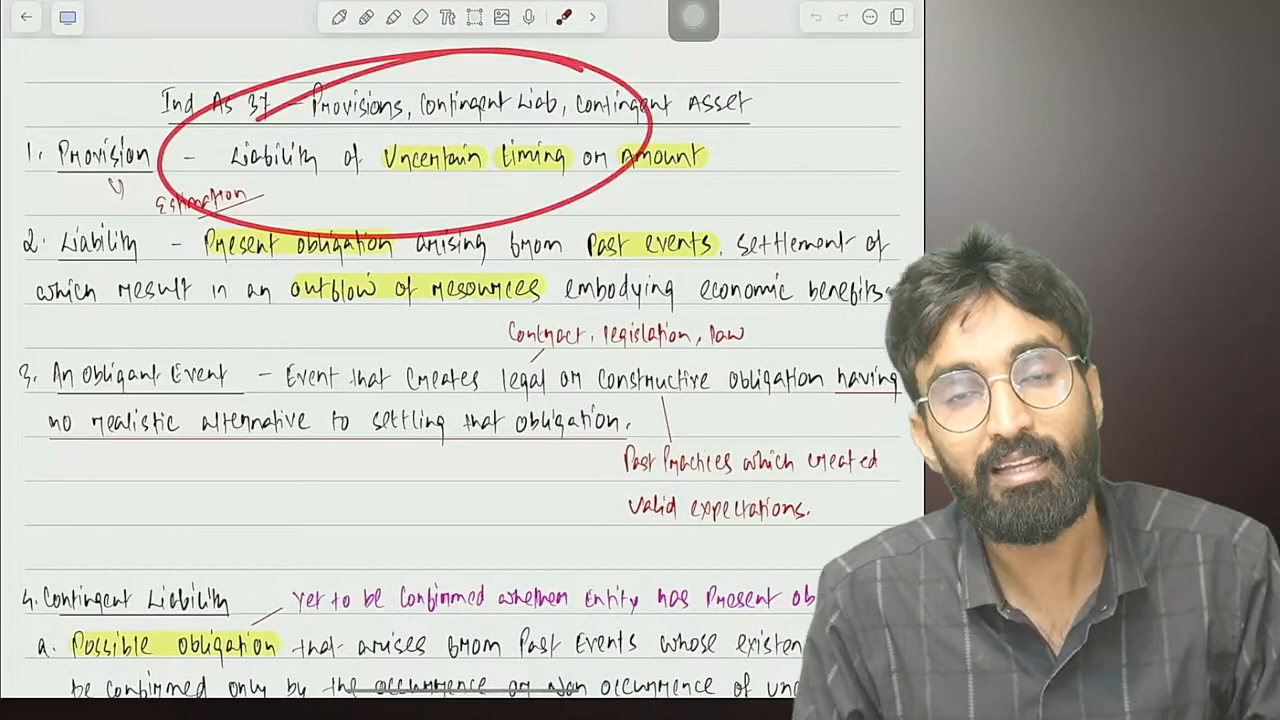 Ind As 37 - Provisions, Contingent Liab, Contingent Asset
1. Provision - Liability of Uncertain timing or Amount
Estimation
2. Liability - Present obligation arising from Past events, settlement of
which result in an outflow of resources embodying economic benefits.
Contract, legislation, Law
3. An Obligant Event - Event that creates legal or constructive obligation having
no realistic alternative to settling that obligation.
Past Practices which created
valid expectations.
4. Contingent Liability Yet to be Confirmed whether Entity has Present ob
a. Possible obligation that arises from Past Events whose existen
be confirmed only by the occurrence or Non occurrence of unc